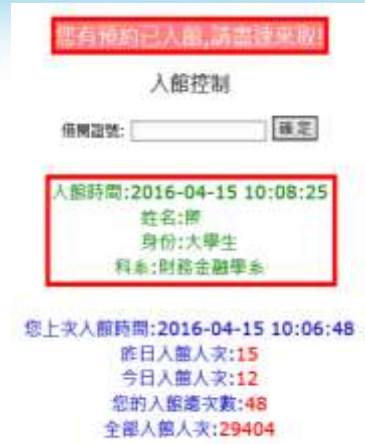 您有預約已入館,請盡速來取!
入館控制
借閱證號:
確定
入館時間:2016-04-15 10:08:25
姓名:
身份:大學生
科系:財務金融學系
您上次入館時間:2016-04-15 10:06:48
昨日入館人次:15
今日入館人次:12
您的入館總次數:48
全部入館人次:29404